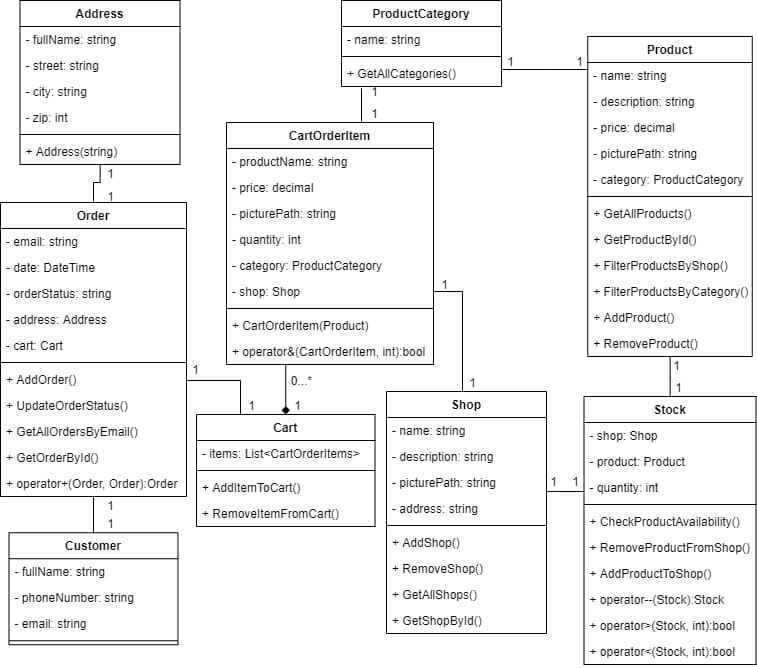 Address
- fullName: string
- street: string
- city: string
- zip: int
+ Address(string)
1
1
Order
- email: string
- date: DateTime
- orderStatus: string
- address: Address
- cart: Cart
+ AddOrder()
+ UpdateOrderStatus()
+ GetAllOrdersByEmail()
+ GetOrderById()
+ operator+(Order, Order):Order
1
1
1
1
Customer
- fullName: string
- phoneNumber: string
- email: string
ProductCategory
- name: string
+ GetAllCategories()
1
1
1
1
CartOrderItem
- productName: string
- price: decimal
- picturePath: string
- quantity: int
- category: ProductCategory
- shop: Shop
+ CartOrderItem(Product)
+ operator&(CartOrderItem, int):bool
1
1
0...*
1
Cart
- items: List<CartOrderItems>
+ AddItemToCart()
+ RemoveItemFromCart()
Shop
- name: string
- description: string
- picturePath: string
- address: string
+ AddShop()
+ RemoveShop()
+ GetAllShops()
+ GetShopById()
1
1
Product
- name: string
- description: string
- price: decimal
- picturePath: string
- category: ProductCategory
+ GetAllProducts()
+ GetProductById()
+ FilterProductsByShop()
+ FilterProductsByCategory()
+ AddProduct()
+ RemoveProduct()
1
1
Stock
- shop: Shop
- product: Product
- quantity: int
+ CheckProductAvailability()
+ RemoveProductFromShop()
+ AddProductToShop()
+ operator--(Stock):Stock
+ operator>(Stock, int):bool
+ operator<(Stock, int):bool